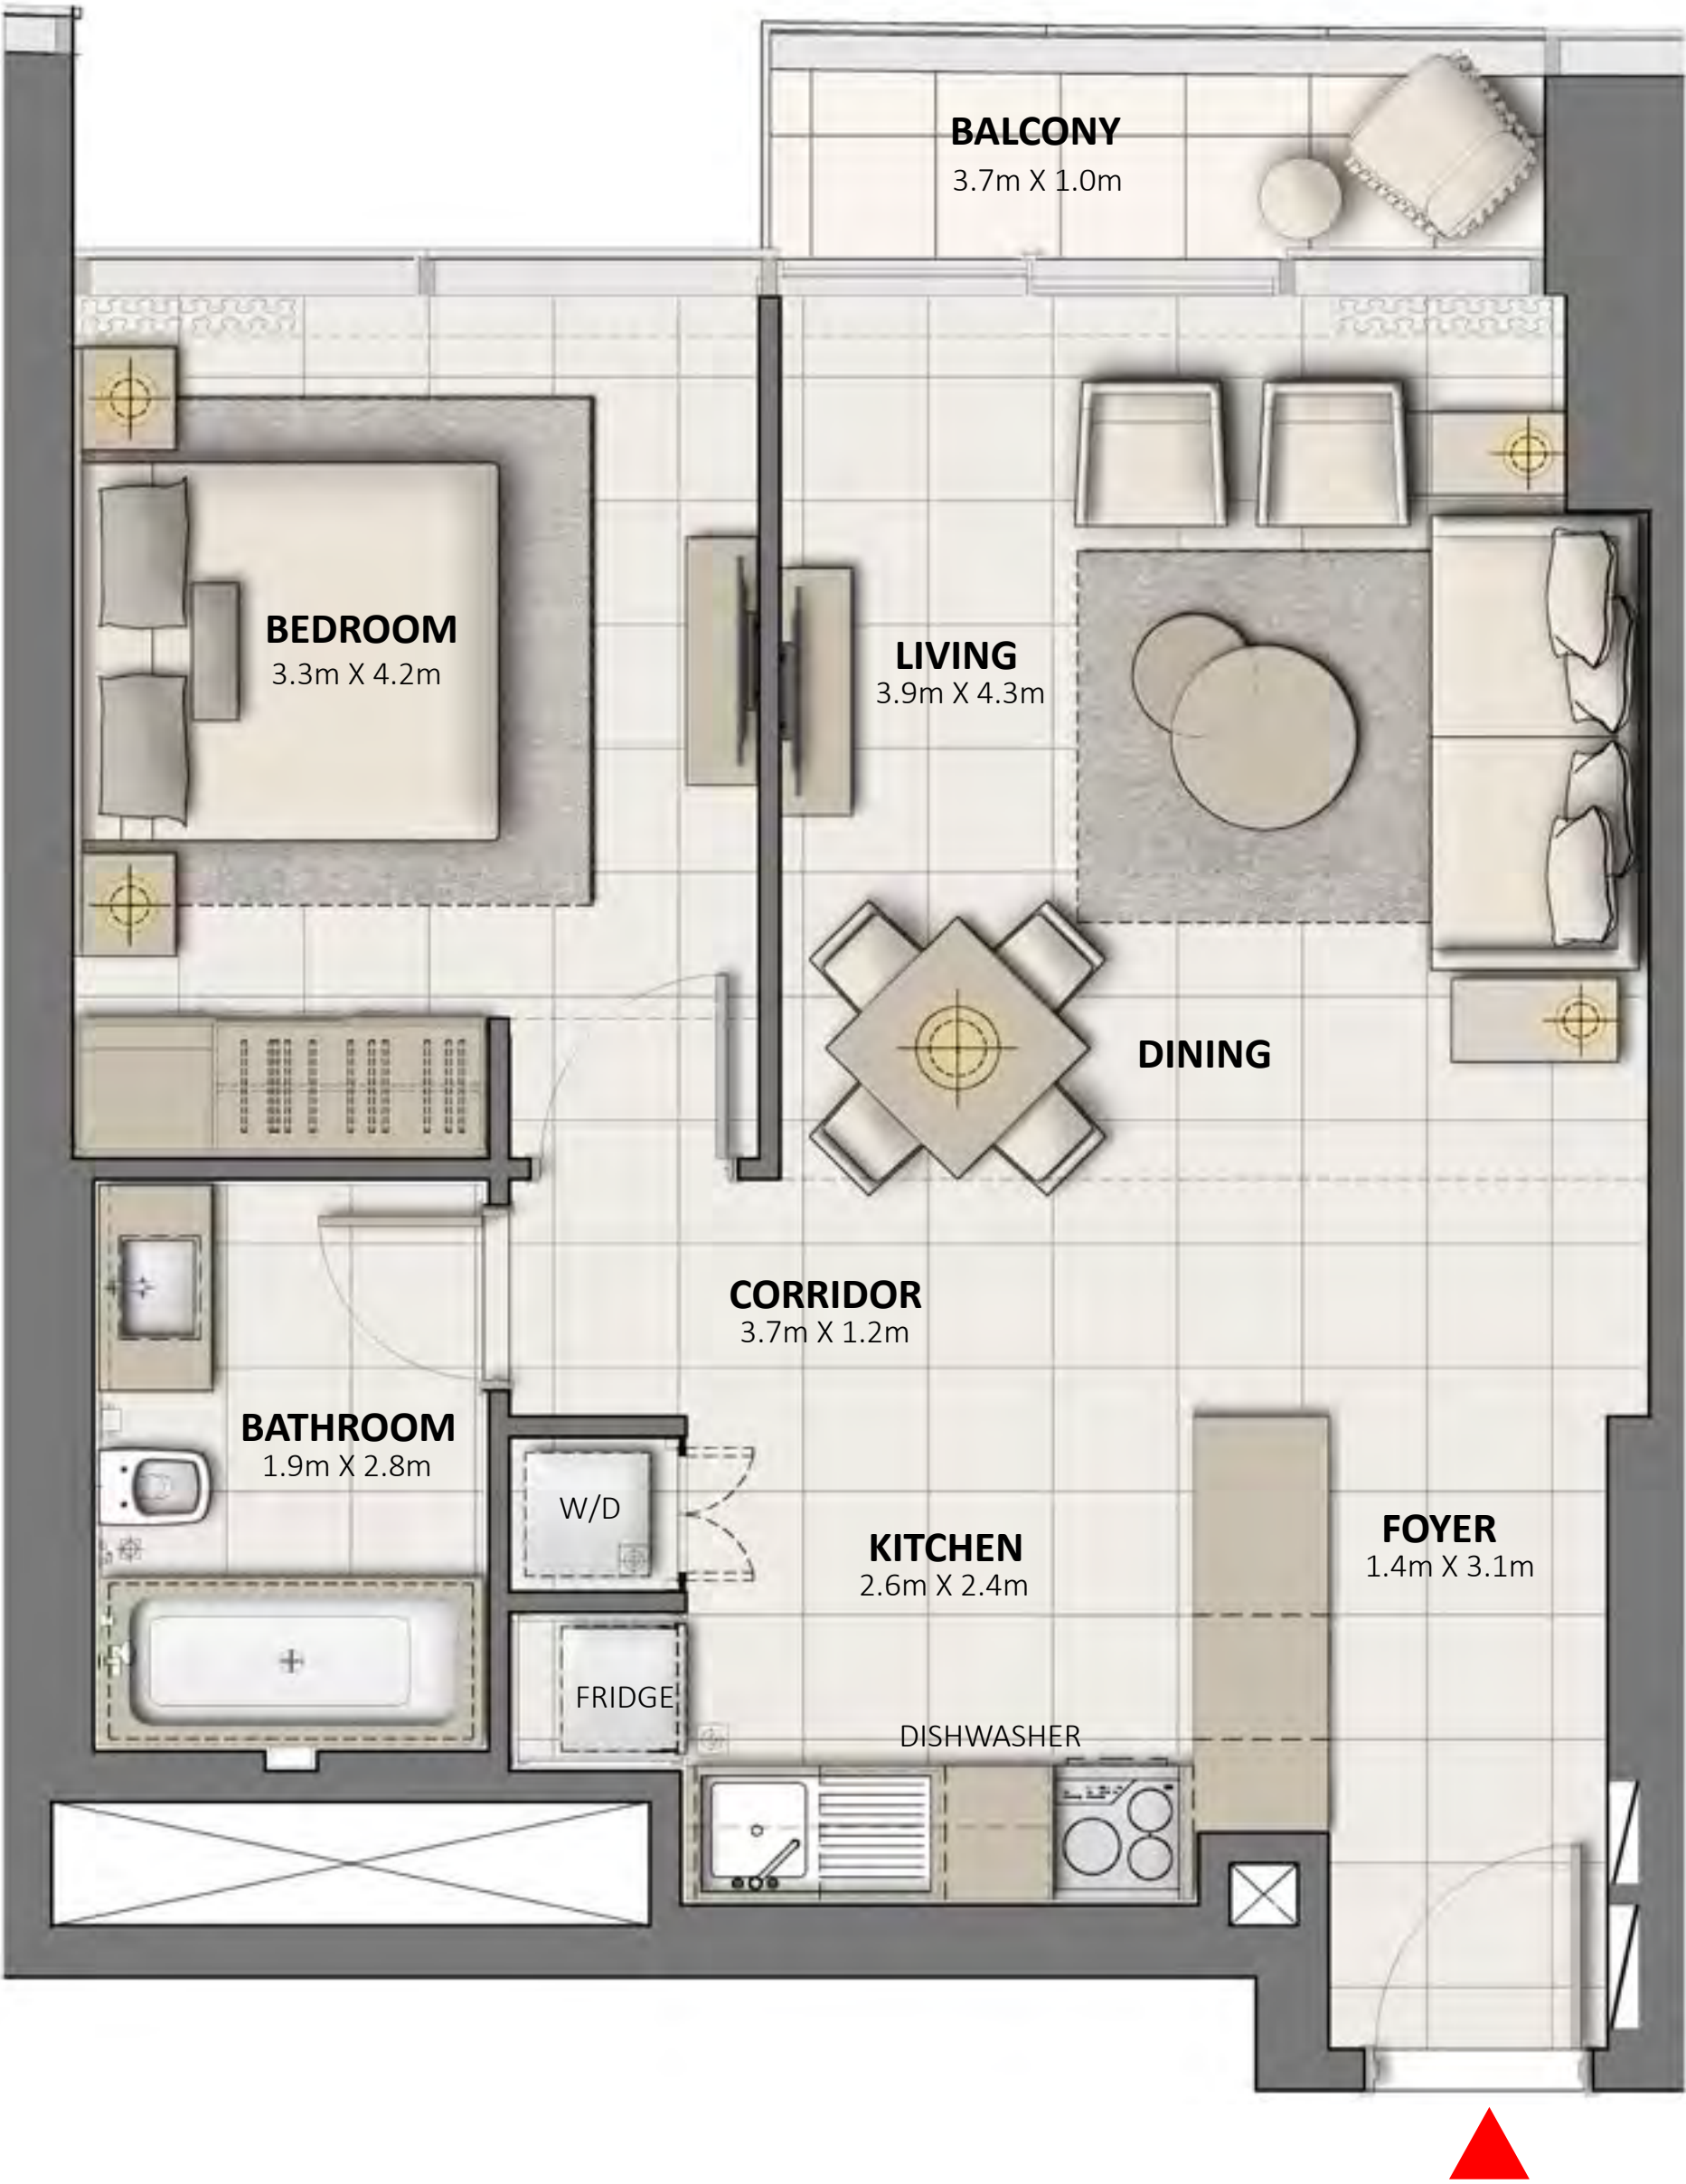 BALCONY
3.7m X 1.0m
BEDROOM
3.3m X 4.2m
LIVING
3.9m X 4.3m
DINING
CORRIDOR
3.7m X 1.2m
BATHROOM
1.9m X 2.8m
W/D
KITCHEN
2.6m X 2.4m
FOYER
1.4m X 3.1m
FRIDGE
DISHWASHER